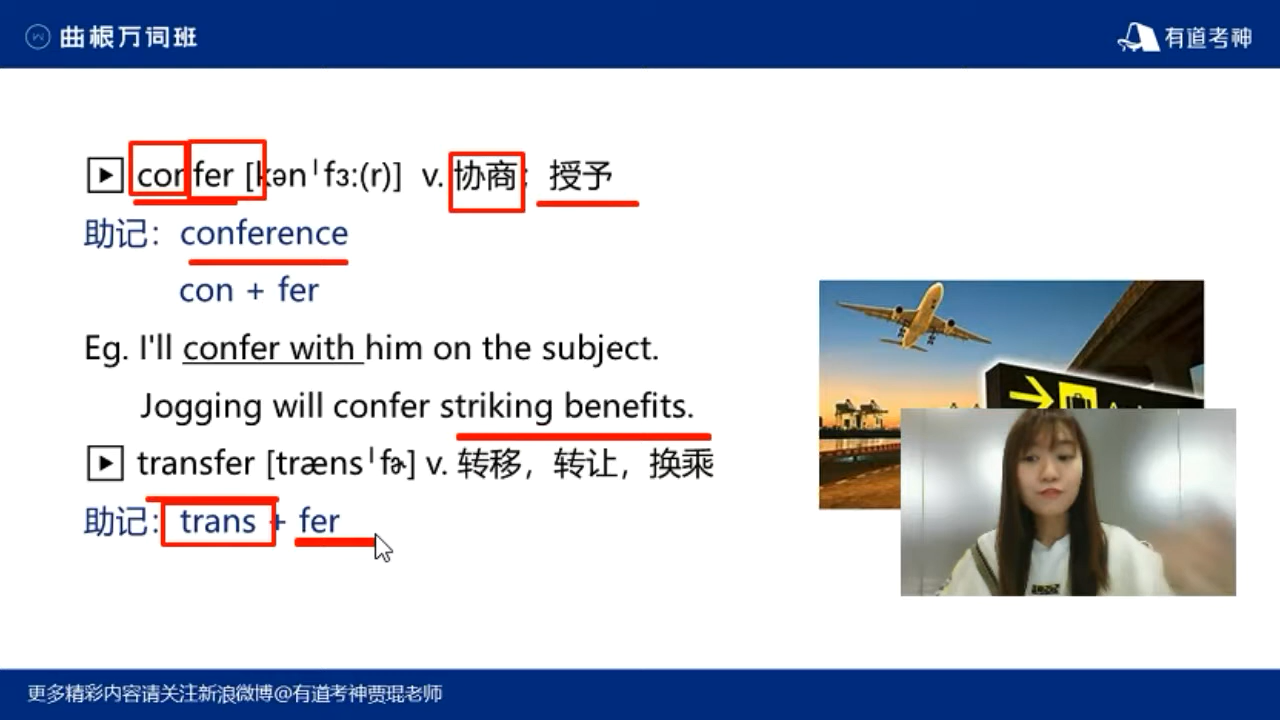 曲根万词班
有道考神
confer [kənˈfɜ:(r)] v. 协商; 授予
助记: conference
con + fer
Eg. I'll confer with him on the subject.
Jogging will confer striking benefits.
transfer [trænsˈfɚ] v. 转移，转让，换乘
助记: trans + fer
更多精彩内容请关注新浪微博@有道考神贾琨老师